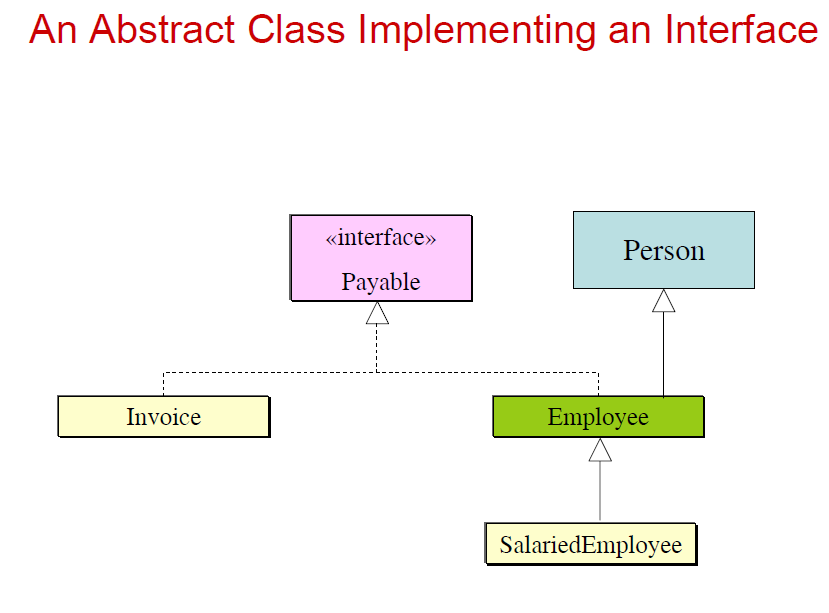 An Abstract Class Implementing an Interface
«interface»
Payable
Person
Invoice
Employee
SalariedEmployee